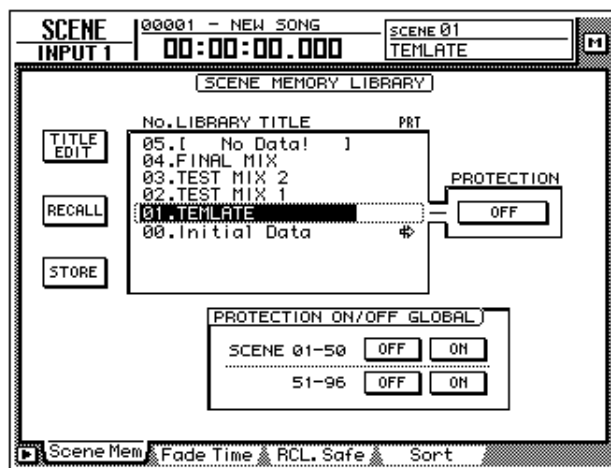 SCENE
INPUT 1
00001 - NEW SONG
00:00:00.000
SCENE 01
TEMLATE
M
SCENE MEMORY LIBRARY
No.LIBRARY TITLE PRT
TITLE
EDIT
05.[ No Data! ]
04.FINAL MIX
03.TEST MIX 2
02.TEST MIX 1
RECALL
01.TEMLATE
00.Initial Data
PROTECTION
OFF
STORE
PROTECTION ON/OFF GLOBAL
SCENE 01-50 OFF ON
51-96 OFF ON
Scene Mem Fade Time RCL. Safe Sort